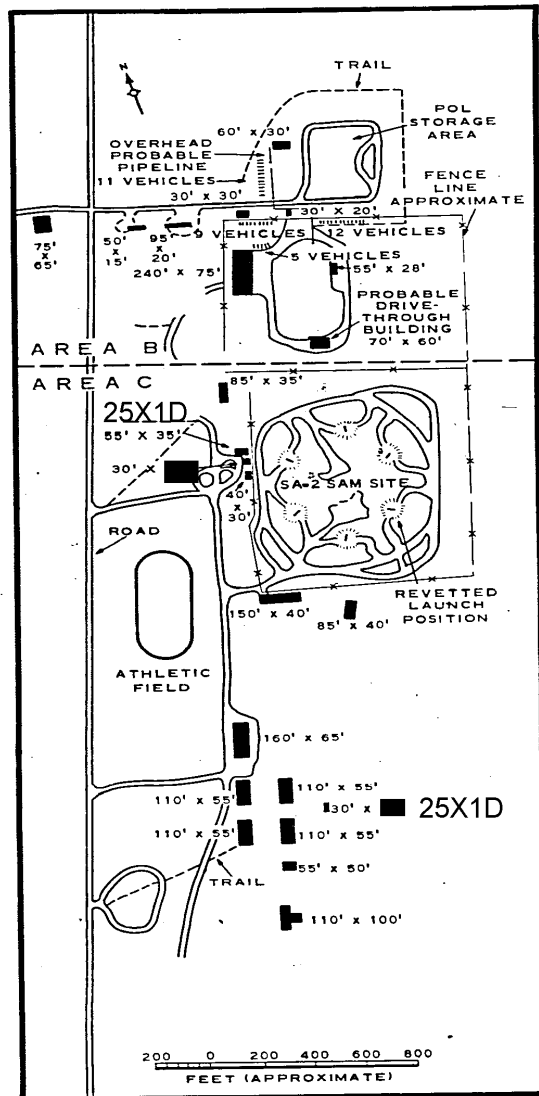 N
TRAIL
POL
STORAGE
AREA
60' x 30'
OVERHEAD
PROBABLE
PIPELINE
11 VEHICLES
30' x 30'
30' x 20'
FENCE
LINE
APPROXIMATE
75'
x
65'
50'
x
15'
95'
x
20'
9 VEHICLES
12 VEHICLES
5 VEHICLES
240' x 75'
55' x 28'
PROBABLE
DRIVE-
THROUGH
BUILDING
70' x 60'
AREA B
AREA C
85' x 35'
25X1D
55' x 35'
30' x
40'
x
30'
SA-2 SAM SITE
ROAD
REVETTED
LAUNCH
POSITION
150' x 40'
85' x 40'
ATHLETIC
FIELD
160' x 65'
110' x 55'
110' x 55'
30' x
25X1D
110' x 55'
110' x 55'
55' x 50'
TRAIL
110' x 100'
200 0 200 400 600 800
FEET (APPROXIMATE)